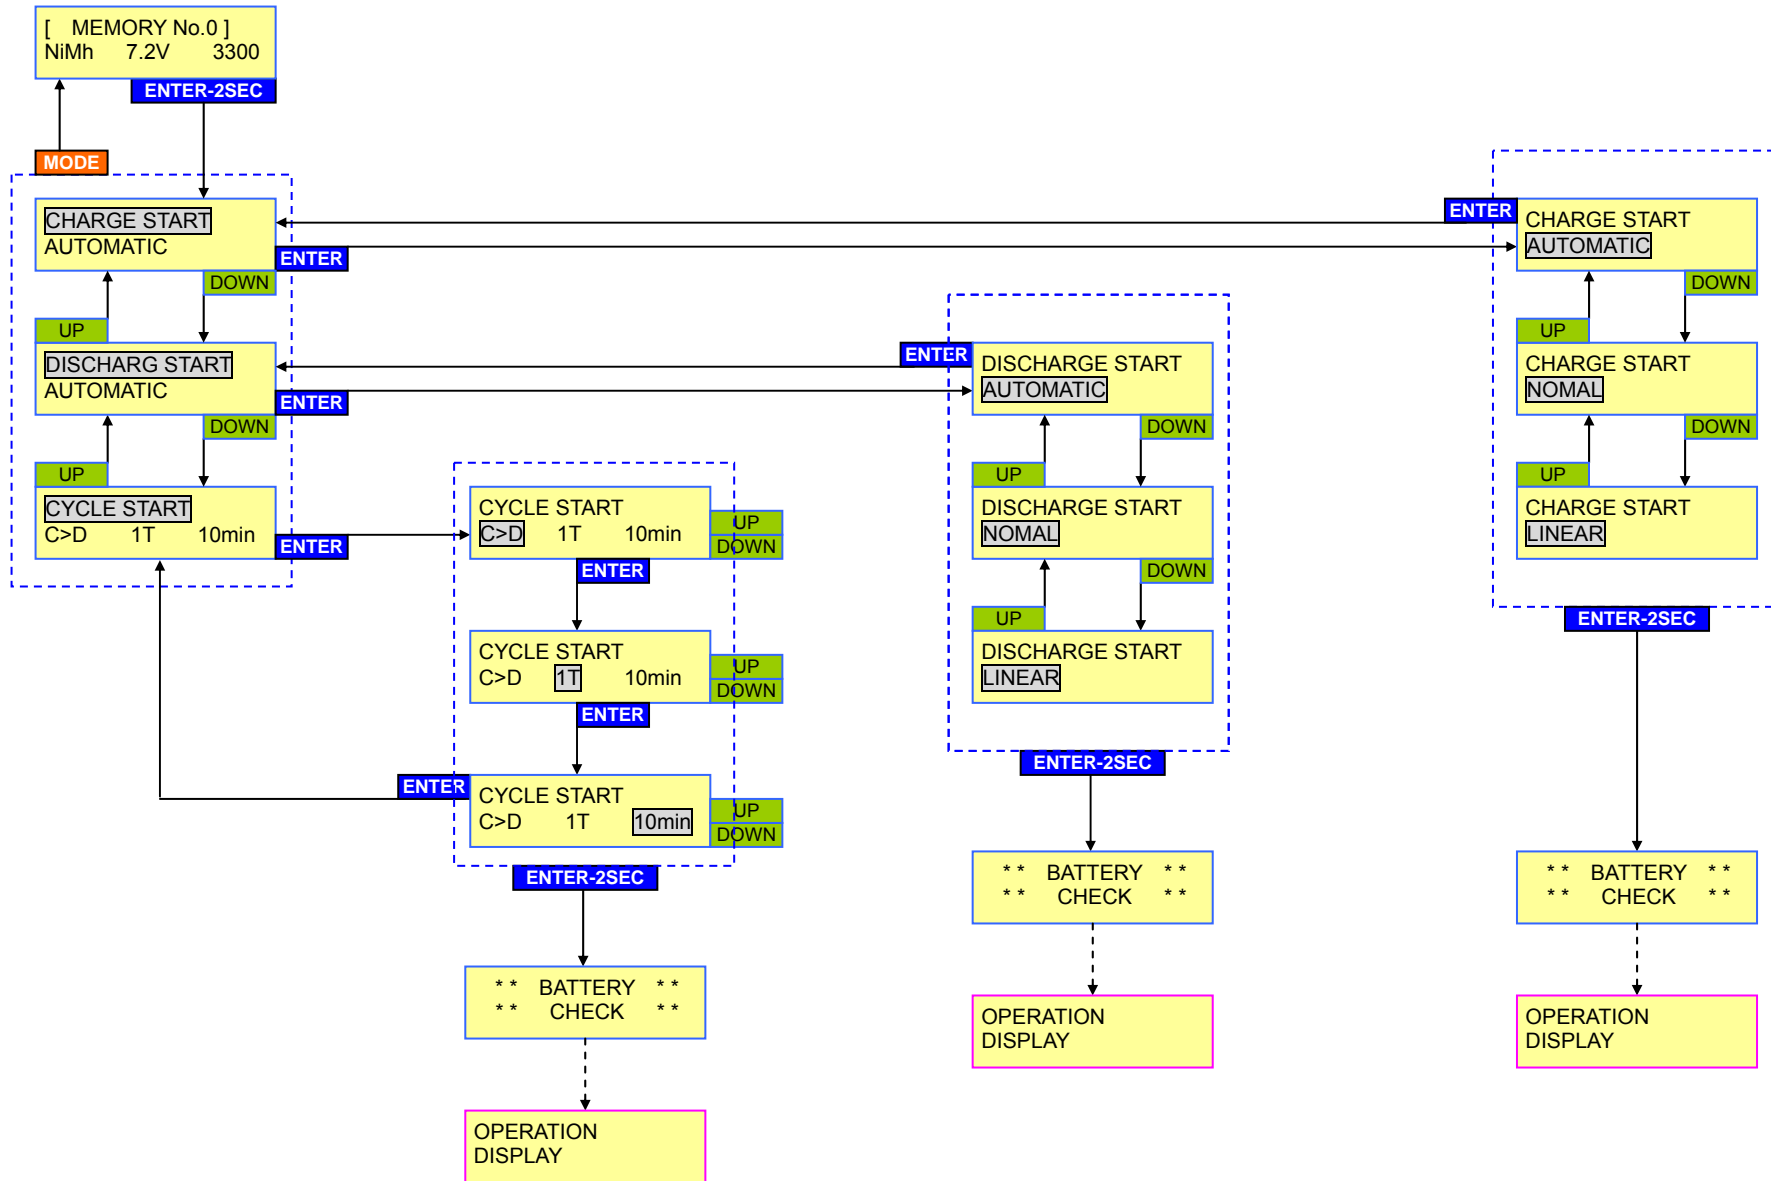 [ MEMORY No.0 ]
NiMh 7.2V 3300
ENTER-2SEC
MODE
CHARGE START
AUTOMATIC
ENTER
DOWN
UP
DISCHARG START
AUTOMATIC
ENTER
DOWN
UP
CYCLE START
C>D 1T 10min
ENTER
CYCLE START
C>D 1T 10min
UP
DOWN
ENTER
CYCLE START
C>D 1T 10min
UP
DOWN
ENTER
ENTER
CYCLE START
C>D 1T 10min
UP
DOWN
ENTER-2SEC
* * BATTERY * *
* * CHECK * *
OPERATION
DISPLAY
ENTER
DISCHARGE START
AUTOMATIC
DOWN
UP
DISCHARGE START
NOMAL
DOWN
UP
DISCHARGE START
LINEAR
ENTER-2SEC
* * BATTERY * *
* * CHECK * *
OPERATION
DISPLAY
ENTER
CHARGE START
AUTOMATIC
DOWN
UP
CHARGE START
NOMAL
DOWN
UP
CHARGE START
LINEAR
ENTER-2SEC
* * BATTERY * *
* * CHECK * *
OPERATION
DISPLAY